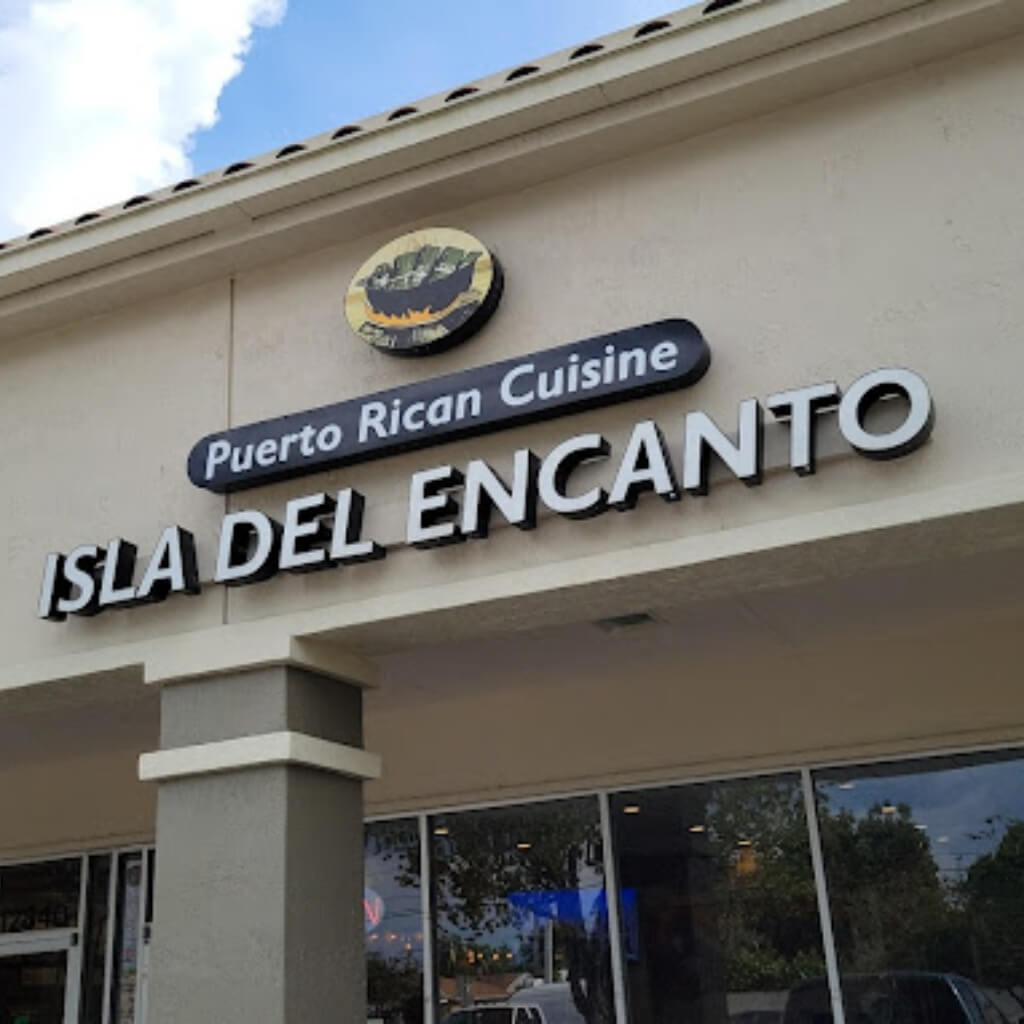 Puerto Rican Cuisine
ISLA DEL ENCANTO